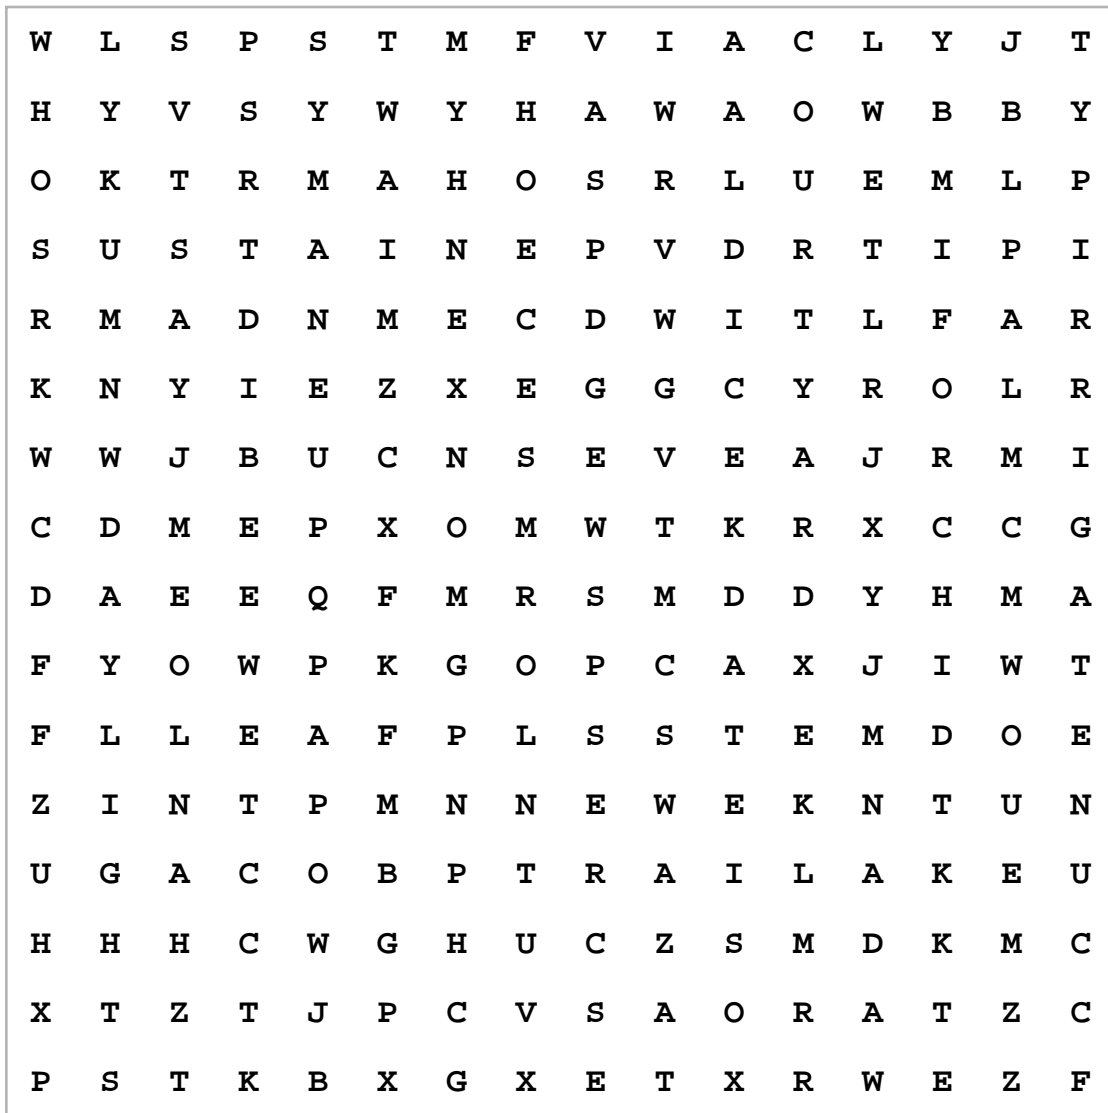 W L S P S T M F V I A C L Y J T
H Y V S Y W Y H A W A O W B B Y
O K T R M A H O S R L U E M L P
S U S T A I N E P V D R T I P I
R M A D N M E C D W I T L F A R
K N Y I E Z X E G G C Y R O L R
W W J B U C N S E V E A J R M I
C D M E P X O M W T K R X C C G
D A E E Q F M R S M D D Y H M A
F Y O W P K G O P C A X J I W T
F L L E A F P L S S T E M D O E
Z I N T P M N N E W E K N T U N
U G A C O B P T R A I L A K E U
H H H C W G H U C Z S M D K M C
X T Z T J P C V S A O R A T Z C
P S T K B X G X E T X R W E Z F